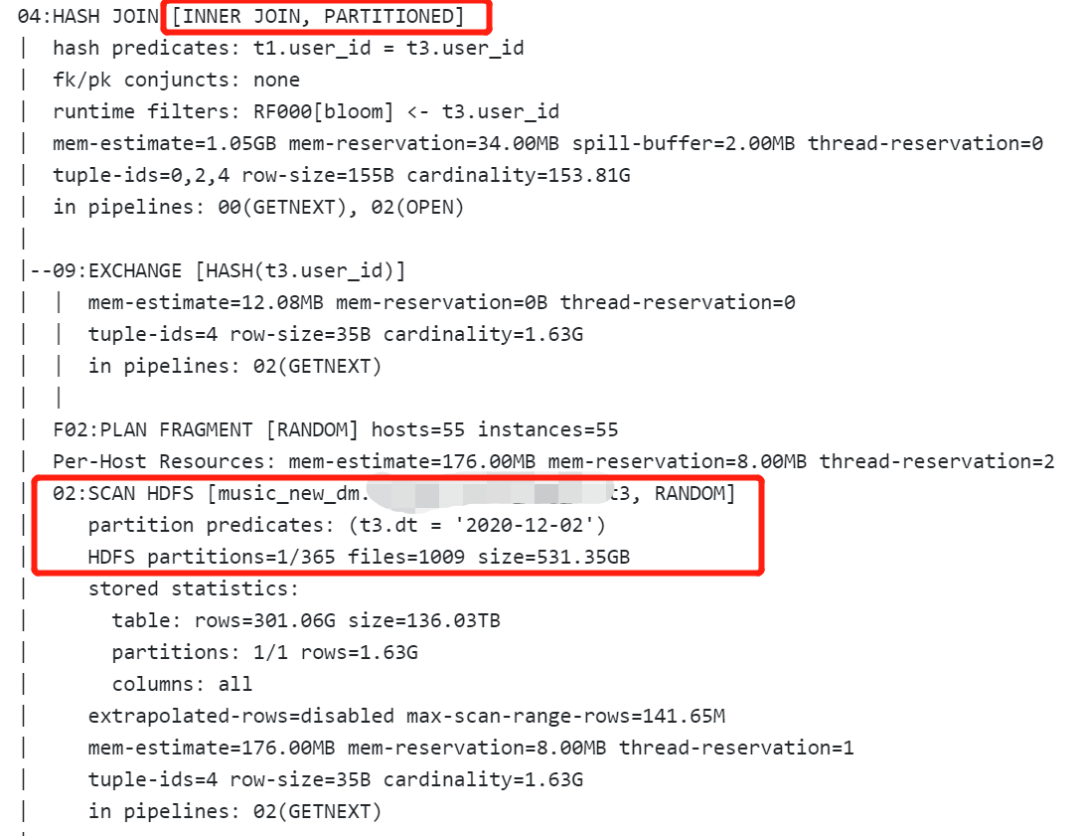 04:HASH JOIN [INNER JOIN, PARTITIONED]
|  hash predicates: t1.user_id = t3.user_id
|  fk/pk conjuncts: none
|  runtime filters: RF000[bloom] <- t3.user_id
|  mem-estimate=1.05GB mem-reservation=34.00MB spill-buffer=2.00MB thread-reservation=0
|  tuple-ids=0,2,4 row-size=155B cardinality=153.81G
|  in pipelines: 00(GETNEXT), 02(OPEN)
|
|--09:EXCHANGE [HASH(t3.user_id)]
|  |  mem-estimate=12.08MB mem-reservation=0B thread-reservation=0
|  |  tuple-ids=4 row-size=35B cardinality=1.63G
|  |  in pipelines: 02(GETNEXT)
|  |
|  F02:PLAN FRAGMENT [RANDOM] hosts=55 instances=55
|  Per-Host Resources: mem-estimate=176.00MB mem-reservation=8.00MB thread-reservation=2
|  02:SCAN HDFS [music_new_dm. t3, RANDOM]
|     partition predicates: (t3.dt = '2020-12-02')
|     HDFS partitions=1/365 files=1009 size=531.35GB
|     stored statistics:
|       table: rows=301.06G size=136.03TB
|       partitions: 1/1 rows=1.63G
|       columns: all
|     extrapolated-rows=disabled max-scan-range-rows=141.65M
|     mem-estimate=176.00MB mem-reservation=8.00MB thread-reservation=1
|     tuple-ids=4 row-size=35B cardinality=1.63G
|     in pipelines: 02(GETNEXT)